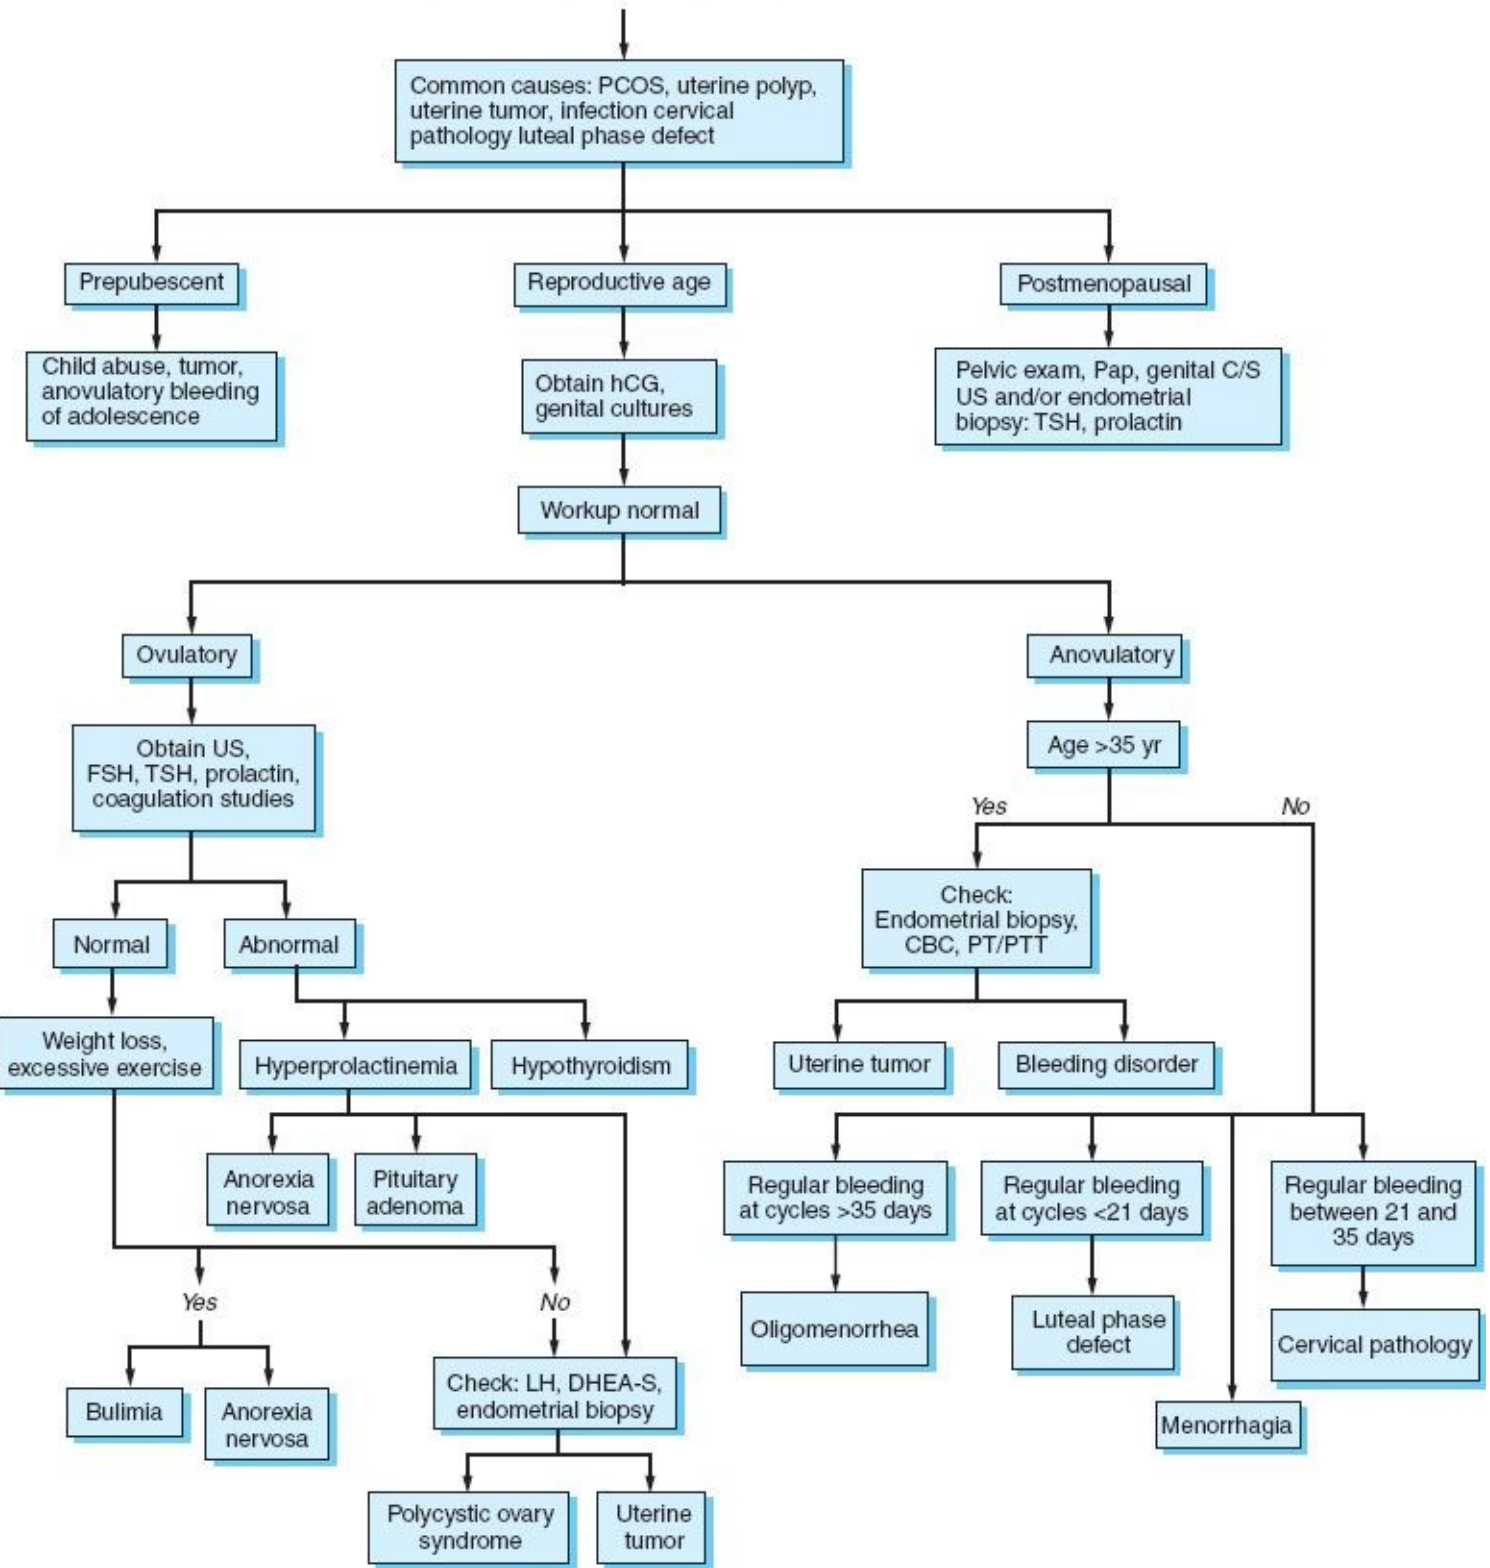 Common causes: PCOS, uterine polyp,
uterine tumor, infection cervical
pathology luteal phase defect
Prepubescent
Reproductive age
Postmenopausal
Child abuse, tumor,
anovulatory bleeding
of adolescence
Obtain hCG,
genital cultures
Pelvic exam, Pap, genital C/S
US and/or endometrial
biopsy: TSH, prolactin
Workup normal
Ovulatory
Anovulatory
Obtain US,
FSH, TSH, prolactin,
coagulation studies
Age >35 yr
Yes
No
Normal
Abnormal
Check:
Endometrial biopsy,
CBC, PT/PTT
Weight loss,
excessive exercise
Hyperprolactinemia
Hypothyroidism
Uterine tumor
Bleeding disorder
Anorexia
nervosa
Pituitary
adenoma
Regular bleeding
at cycles >35 days
Regular bleeding
at cycles <21 days
Regular bleeding
between 21 and
35 days
Yes
No
Oligomenorrhea
Luteal phase
defect
Cervical pathology
Bulimia
Anorexia
nervosa
Check: LH, DHEA-S,
endometrial biopsy
Menorrhagia
Polycystic ovary
syndrome
Uterine
tumor